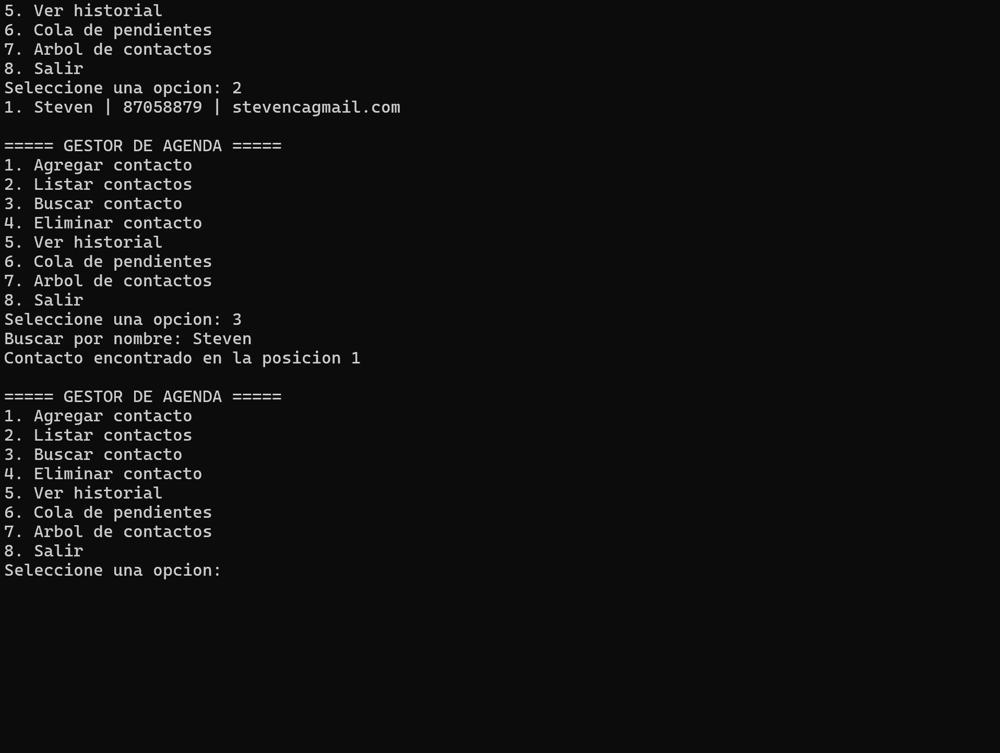 5. Ver historial
6. Cola de pendientes
7. Arbol de contactos
8. Salir
Seleccione una opcion: 2
1. Steven | 87058879 | stevencagmail.com
===== GESTOR DE AGENDA =====
1. Agregar contacto
2. Listar contactos
3. Buscar contacto
4. Eliminar contacto
5. Ver historial
6. Cola de pendientes
7. Arbol de contactos
8. Salir
Seleccione una opcion: 3
Buscar por nombre: Steven
Contacto encontrado en la posicion 1
===== GESTOR DE AGENDA =====
1. Agregar contacto
2. Listar contactos
3. Buscar contacto
4. Eliminar contacto
5. Ver historial
6. Cola de pendientes
7. Arbol de contactos
8. Salir
Seleccione una opcion: